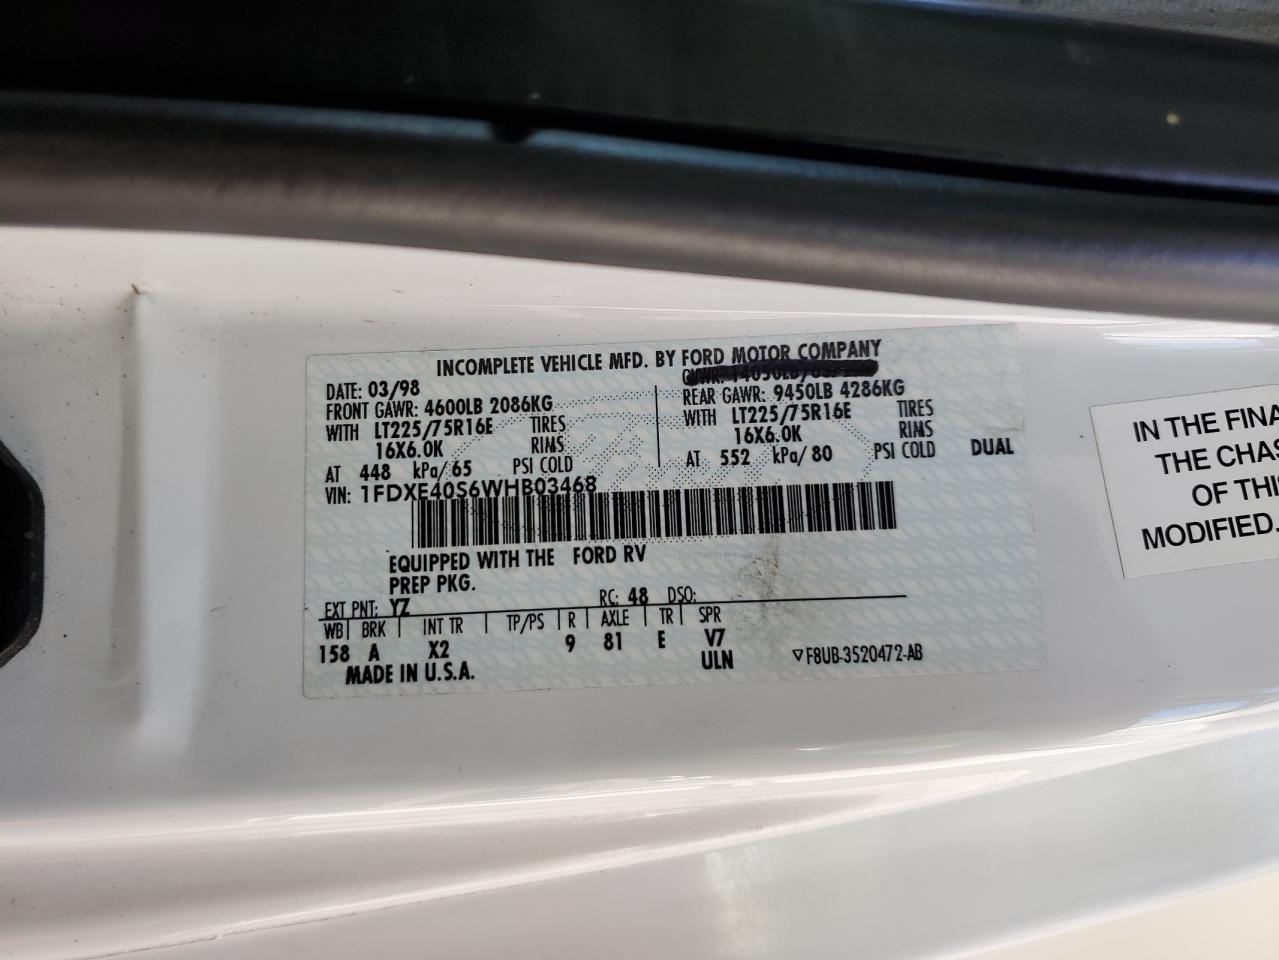 INCOMPLETE VEHICLE MFD. BY FORD MOTOR COMPANY
DATE: 03/98
FRONT GAWR: 4600LB 2086KG
WITH LT225/75R16E TIRES
16X6.0K RIMS
AT 448 kPa/65 PSI COLD
GVWR: 14050LB/
REAR GAWR: 9450LB 4286KG
WITH LT225/75R16E TIRES
16X6.0K RIMS
AT 552 kPa/80 PSI COLD DUAL
VIN: 1FDXE40S6WHB03468
EQUIPPED WITH THE FORD RV
PREP PKG.
EXT PNT: YZ RC: 48 DSO:
WB BRK INT TR TP/PS R AXLE TR SPR
158 A X2 9 81 E V7
MADE IN U.S.A. ULN ▽F8UB-3520472-AB
IN THE FINA
THE CHAS
OF THI
MODIFIED.